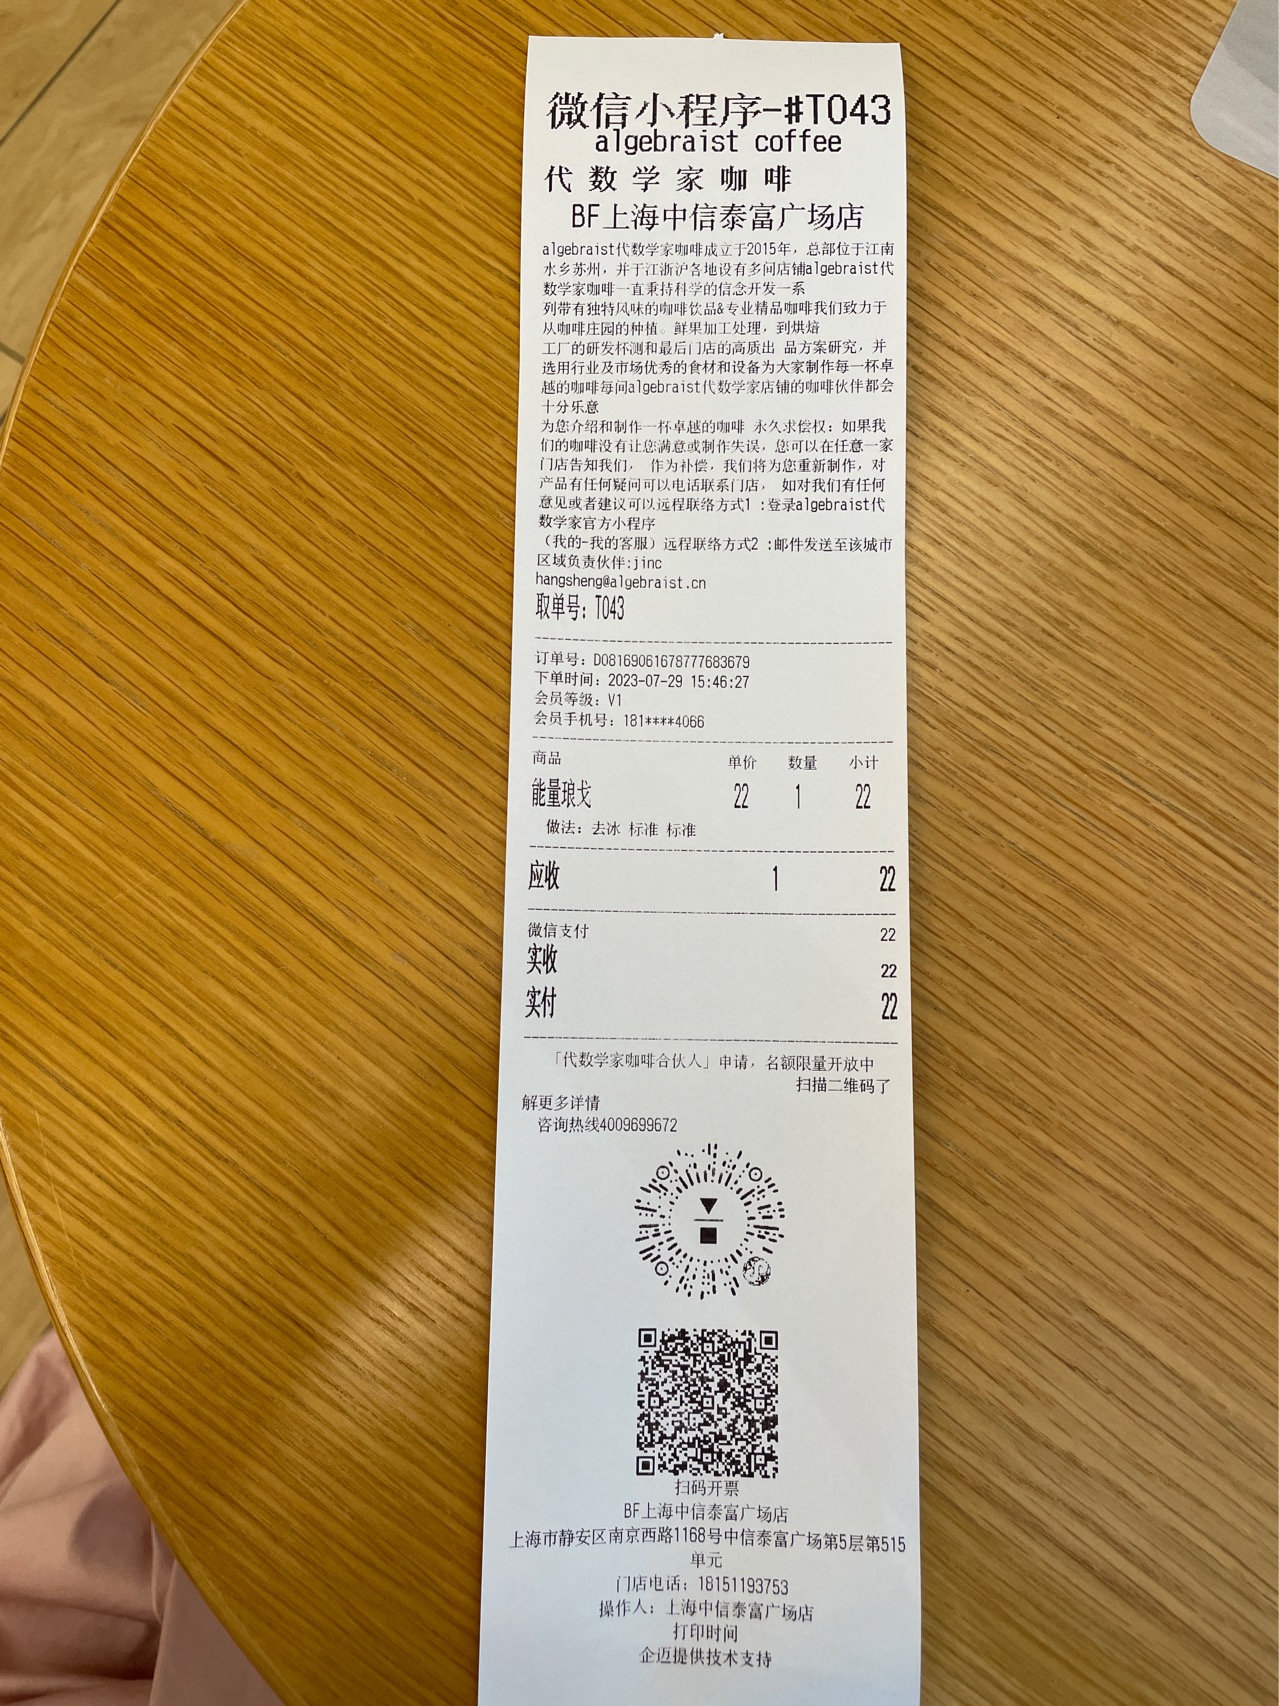 微信小程序-#T043
algebraist coffee
代数学家咖啡
BF上海中信泰富广场店
algebraist代数学家咖啡成立于2015年，总部位于江南
水乡苏州，并于江浙沪各地设有多间店铺algebraist代
数学家咖啡一直秉持科学的信念开发一系
列带有独特风味的咖啡饮品&专业精品咖啡我们致力于
从咖啡庄园的种植。鲜果加工处理，到烘焙
工厂的研发杯测和最后门店的高质出 品方案研究，并
选用行业及市场优秀的食材和设备为大家制作每一杯卓
越的咖啡每间algebraist代数学家店铺的咖啡伙伴都会
十分乐意
为您介绍和制作一杯卓越的咖啡 永久求偿权：如果我
们的咖啡没有让您满意或制作失误，您可以在任意一家
门店告知我们， 作为补偿，我们将为您重新制作，对
产品有任何疑问可以电话联系门店， 如对我们有任何
意见或者建议可以远程联络方式1 :登录algebraist代
数学家官方小程序
（我的-我的客服）远程联络方式2 :邮件发送至该城市
区域负责伙伴:jinc
hangsheng@algebraist.cn
取单号：T043
订单号：D08169061678777683679
下单时间：2023-07-29 15:46:27
会员等级：V1
会员手机号：181****4066
商品 单价 数量 小计
能量琅戈 22 1 22
做法：去冰 标准 标准
应收 1 22
微信支付 22
实收 22
实付 22
「代数学家咖啡合伙人」申请，名额限量开放中
扫描二维码了
解更多详情
咨询热线4009699672
扫码开票
BF上海中信泰富广场店
上海市静安区南京西路1168号中信泰富广场第5层第515
单元
门店电话：18151193753
操作人：上海中信泰富广场店
打印时间
企迈提供技术支持